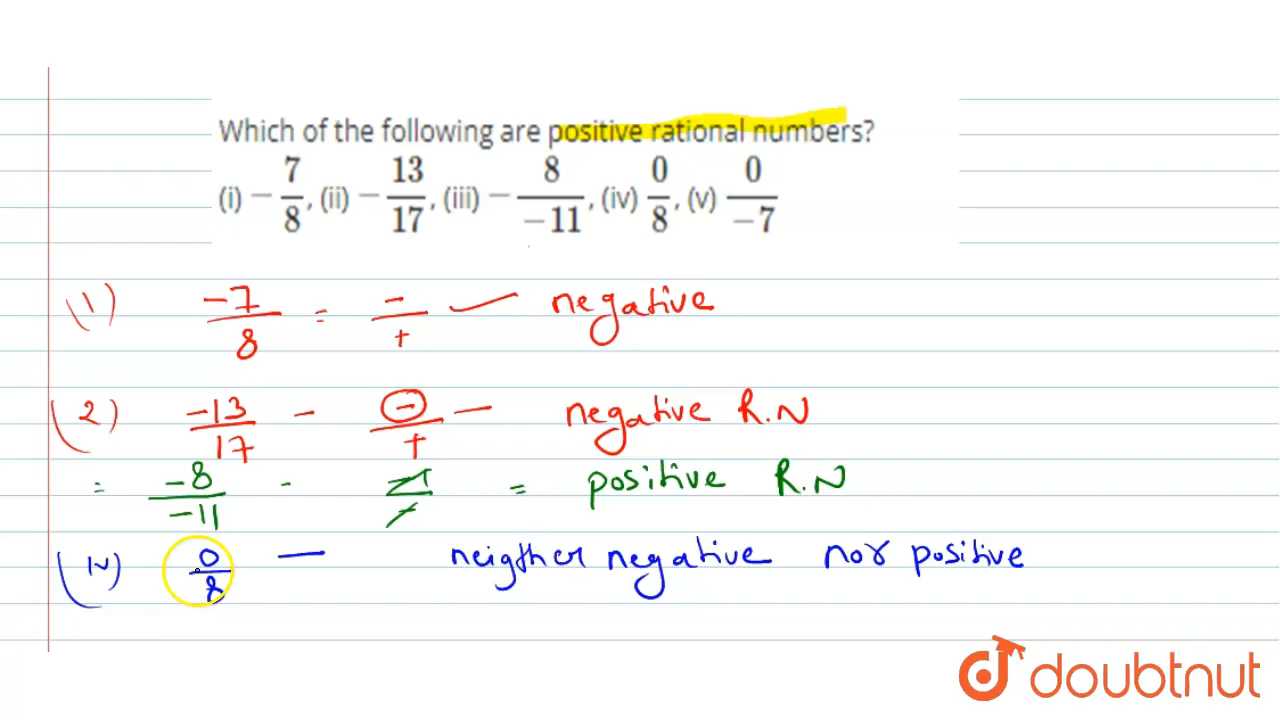 Which of the following are positive rational numbers?
(i) −7/8, (ii) −13/17, (iii) −8/−11, (iv) 0/8, (v) 0/−7
(1) −7/8 = −/+ — negative
(2) −13/17 − −/+ — negative R.N
= −8/−11 - −/− = positive R.N
(IV) 0/8 — neigther negative nor positive
doubtnut